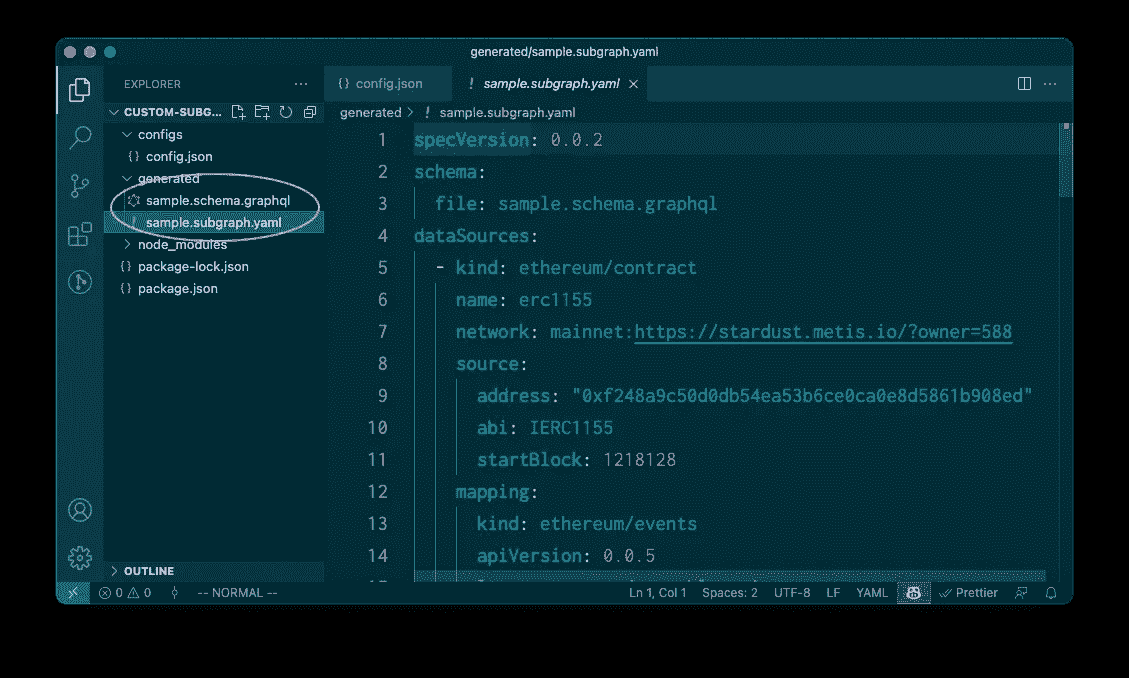 generated/sample.subgraph.yaml
EXPLORER
{} config.json
! sample.subgraph.yaml
CUSTOM-SUBG...
configs
{} config.json
generated
sample.schema.graphql
! sample.subgraph.yaml
node_modules
{} package-lock.json
{} package.json
OUTLINE
generated > ! sample.subgraph.yaml
1 specVersion: 0.0.2
2 schema:
3 file: sample.schema.graphql
4 dataSources:
5 - kind: ethereum/contract
6 name: erc1155
7 network: mainnet:https://stardust.metis.io/?owner=588
8 source:
9 address: "0xf248a9c50d0db54ea53b6ce0ca0e8d5861b908ed"
10 abi: IERC1155
11 startBlock: 1218128
12 mapping:
13 kind: ethereum/events
14 apiVersion: 0.0.5
0 0 -- NORMAL -- Ln 1, Col 1 Spaces: 2 UTF-8 LF YAML Prettier